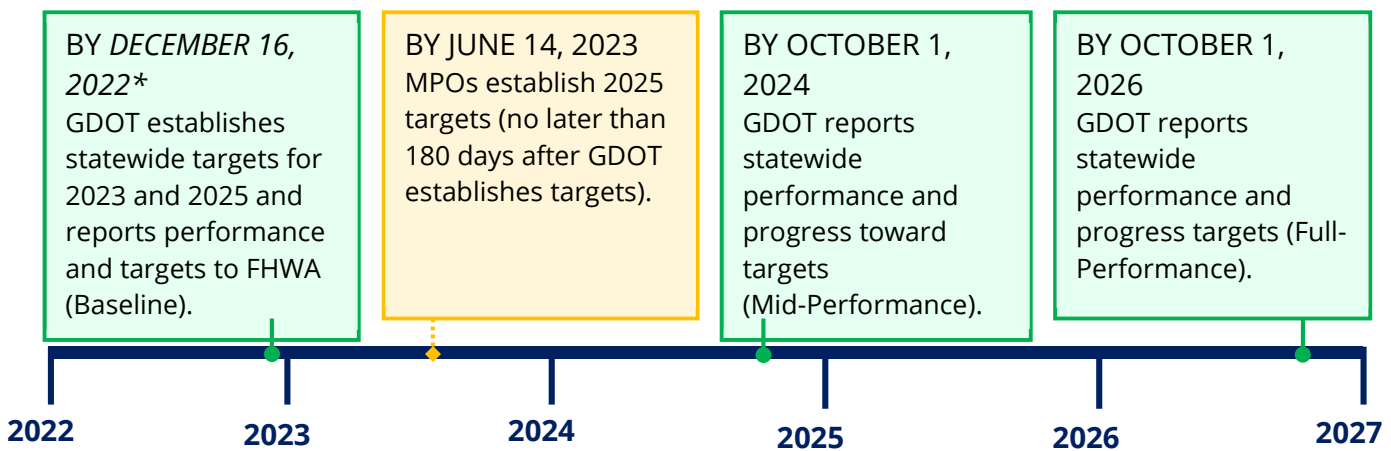 BY DECEMBER 16,
2022*
GDOT establishes
statewide targets for
2023 and 2025 and
reports performance
and targets to FHWA
(Baseline).
BY JUNE 14, 2023
MPOs establish 2025
targets (no later than
180 days after GDOT
establishes targets).
BY OCTOBER 1,
2024
GDOT reports
statewide
performance and
progress toward
targets
(Mid-Performance).
BY OCTOBER 1,
2026
GDOT reports
statewide
performance and
progress targets (Full-
Performance).
2022
2023
2024
2025
2026
2027